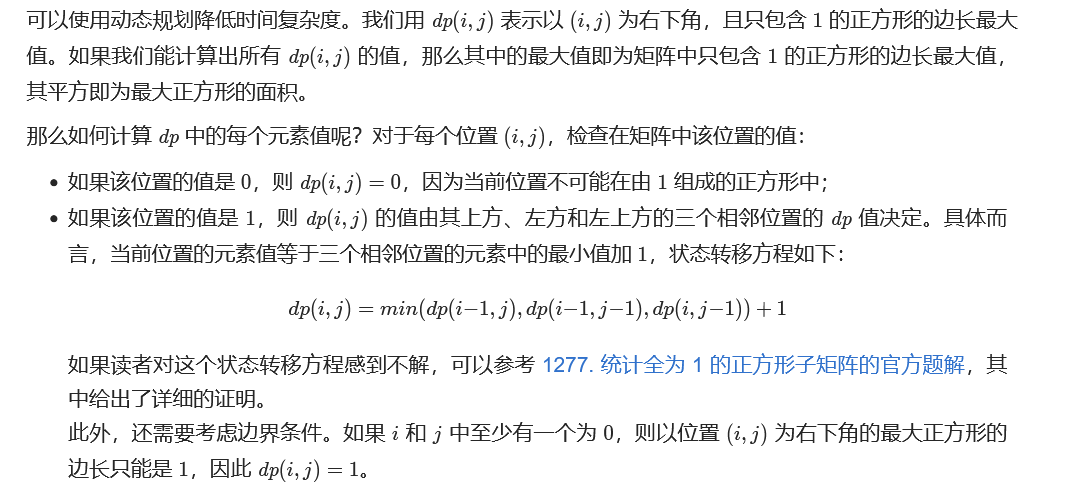 可以使用动态规划降低时间复杂度。我们用 dp(i, j) 表示以 (i, j) 为右下角，且只包含 1 的正方形的边长最大
值。如果我们能计算出所有 dp(i, j) 的值，那么其中的最大值即为矩阵中只包含 1 的正方形的边长最大值，
其平方即为最大正方形的面积。
那么如何计算 dp 中的每个元素值呢？对于每个位置 (i, j)，检查在矩阵中该位置的值：
• 如果该位置的值是 0，则 dp(i, j) = 0，因为当前位置不可能在由 1 组成的正方形中；
• 如果该位置的值是 1，则 dp(i, j) 的值由其上方、左方和左上方的三个相邻位置的 dp 值决定。具体而
言，当前位置的元素值等于三个相邻位置的元素中的最小值加 1，状态转移方程如下：
dp(i, j) = min(dp(i−1, j), dp(i−1, j−1), dp(i, j−1)) + 1
如果读者对这个状态转移方程感到不解，可以参考 1277. 统计全为 1 的正方形子矩阵的官方题解，其
中给出了详细的证明。
此外，还需要考虑边界条件。如果 i 和 j 中至少有一个为 0，则以位置 (i, j) 为右下角的最大正方形的
边长只能是 1，因此 dp(i, j) = 1。